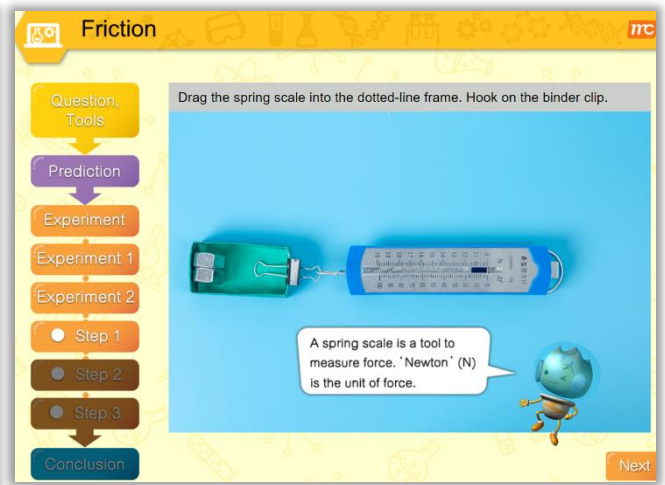 Friction
mc
Question,
Tools
Prediction
Experiment
Experiment 1
Experiment 2
Step 1
Step 2
Step 3
Conclusion
Drag the spring scale into the dotted-line frame. Hook on the binder clip.
A spring scale is a tool to
measure force. ‘Newton’ (N)
is the unit of force.
Next